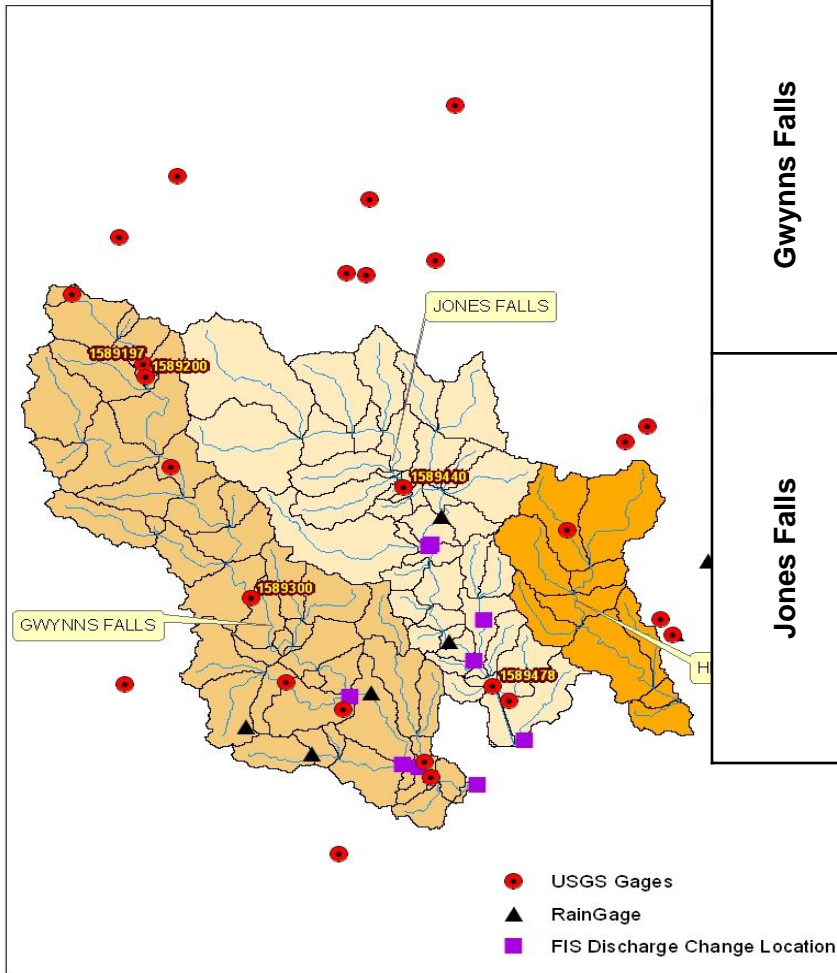 Gwynns Falls
JONES FALLS
1589197
1589200
1589440
Jones Falls
1589300
GWYNNS FALLS
H
1589478
USGS Gages
RainGage
FIS Discharge Change Location